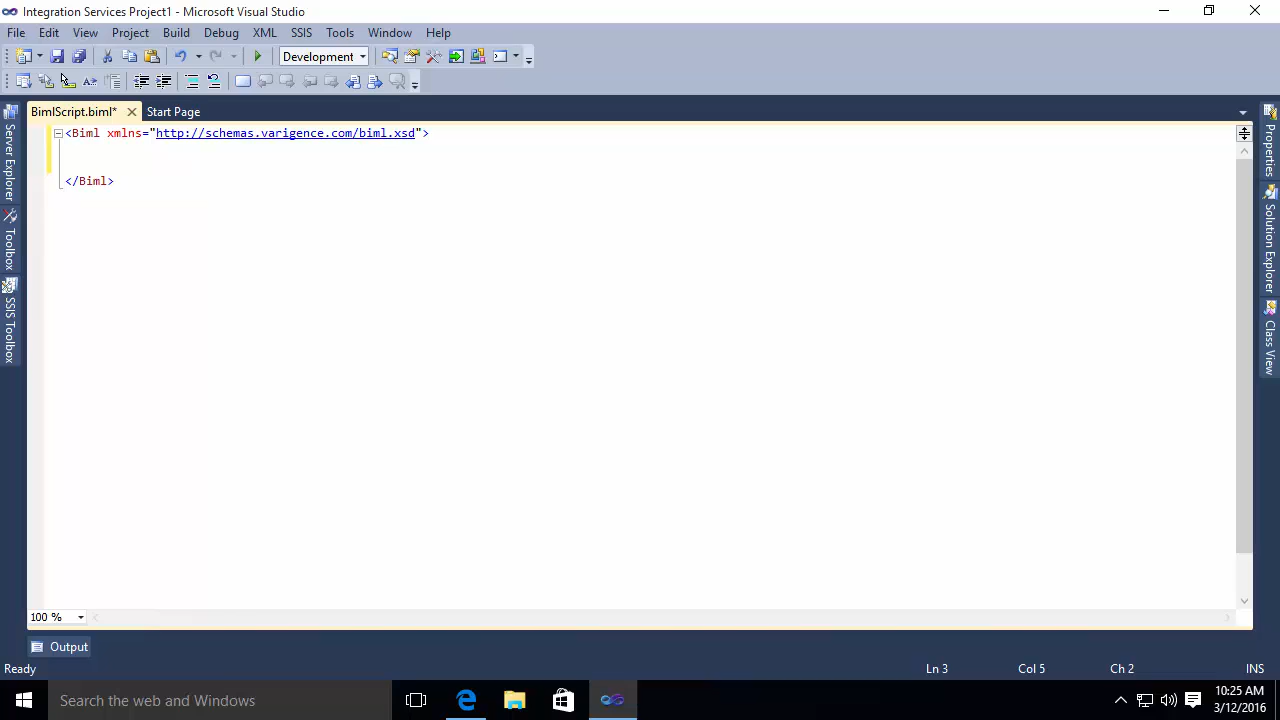 Integration Services Project1 - Microsoft Visual Studio
File Edit View Project Build Debug XML SSIS Tools Window Help
Development
BimlScript.biml* Start Page
<Biml xmlns="http://schemas.varigence.com/biml.xsd">
</Biml>
Server Explorer
Toolbox
SSIS Toolbox
Properties
Solution Explorer
Class View
100 %
Output
Ready Ln 3 Col 5 Ch 2 INS
Search the web and Windows
10:25 AM
3/12/2016